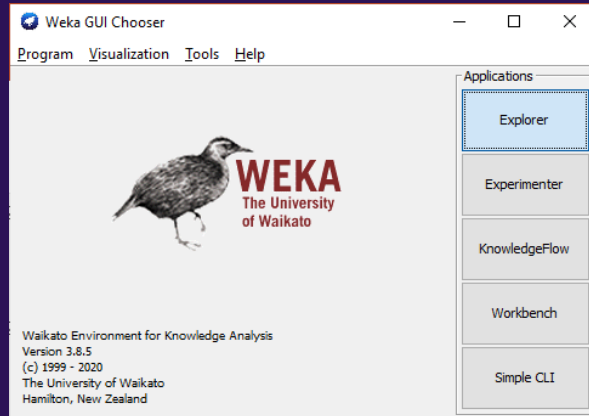 Weka GUI Chooser
Program Visualization Tools Help
Applications
Explorer
Experimenter
KnowledgeFlow
Workbench
Simple CLI
WEKA
The University
of Waikato
Waikato Environment for Knowledge Analysis
Version 3.8.5
(c) 1999 - 2020
The University of Waikato
Hamilton, New Zealand